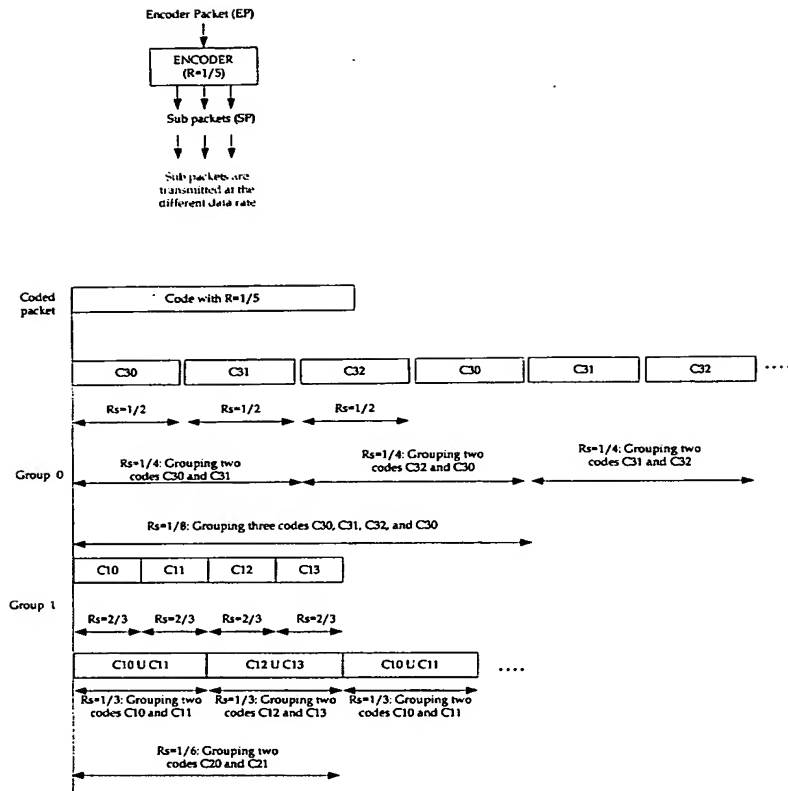 Encoder Packet (EP)
ENCODER
(R=1/5)
Sub packets (SP)
Sub packets are
transmitted at the
different data rate
Coded
packet
Code with R=1/5
C30 C31 C32 C30 C31 C32 ....
Rs=1/2 Rs=1/2 Rs=1/2
Group 0
Rs=1/4: Grouping two
codes C30 and C31
Rs=1/4: Grouping two
codes C32 and C30
Rs=1/4: Grouping two
codes C31 and C32
Rs=1/8: Grouping three codes C30, C31, C32, and C30
C10 C11 C12 C13
Group 1
Rs=2/3 Rs=2/3 Rs=2/3 Rs=2/3
C10 U C11 C12 U C13 C10 U C11 ....
Rs=1/3: Grouping two
codes C10 and C11
Rs=1/3: Grouping two
codes C12 and C13
Rs=1/3: Grouping two
codes C10 and C11
Rs=1/6: Grouping two
codes C20 and C21